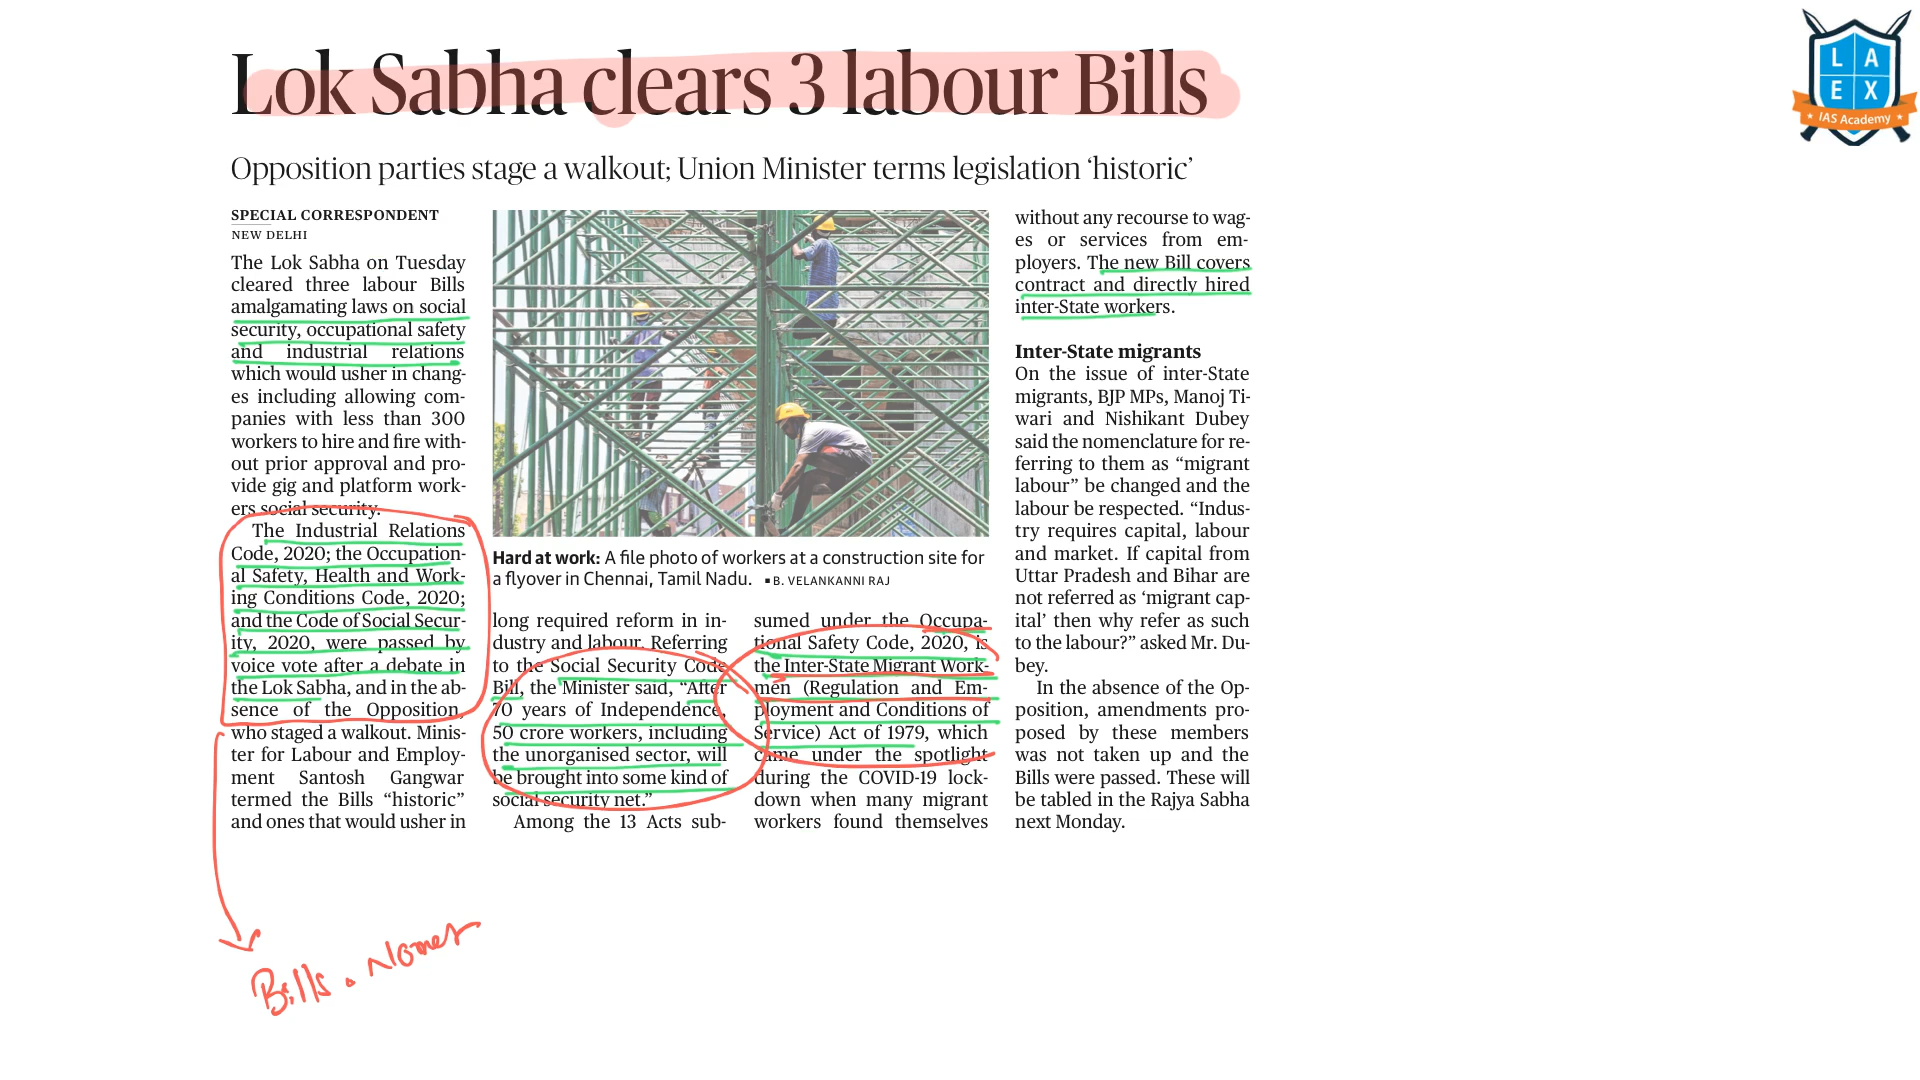 Lok Sabha clears 3 labour Bills
Opposition parties stage a walkout; Union Minister terms legislation ‘historic’
SPECIAL CORRESPONDENT
NEW DELHI
The Lok Sabha on Tuesday
cleared three labour Bills
amalgamating laws on social
security, occupational safety
and industrial relations
which would usher in chang-
es including allowing com-
panies with less than 300
workers to hire and fire with-
out prior approval and pro-
vide gig and platform work-
ers social security.
The Industrial Relations
Code, 2020; the Occupation-
al Safety, Health and Work-
ing Conditions Code, 2020;
and the Code of Social Secur-
ity, 2020, were passed by
voice vote after a debate in
the Lok Sabha, and in the ab-
sence of the Opposition,
who staged a walkout. Minis-
ter for Labour and Employ-
ment Santosh Gangwar
termed the Bills “historic”
and ones that would usher in
Hard at work: A file photo of workers at a construction site for
a flyover in Chennai, Tamil Nadu. ▪ B. VELANKANNI RAJ
long required reform in in-
dustry and labour. Referring
to the Social Security Code
Bill, the Minister said, “After
70 years of Independence,
50 crore workers, including
the unorganised sector, will
be brought into some kind of
social security net.”
Among the 13 Acts sub-
sumed under the Occupa-
tional Safety Code, 2020, is
the Inter-State Migrant Work-
men (Regulation and Em-
ployment and Conditions of
Service) Act of 1979, which
came under the spotlight
during the COVID-19 lock-
down when many migrant
workers found themselves
without any recourse to wag-
es or services from em-
ployers. The new Bill covers
contract and directly hired
inter-State workers.
Inter-State migrants
On the issue of inter-State
migrants, BJP MPs, Manoj Ti-
wari and Nishikant Dubey
said the nomenclature for re-
ferring to them as “migrant
labour” be changed and the
labour be respected. “Indus-
try requires capital, labour
and market. If capital from
Uttar Pradesh and Bihar are
not referred as ‘migrant cap-
ital’ then why refer as such
to the labour?” asked Mr. Du-
bey.
In the absence of the Op-
position, amendments pro-
posed by these members
was not taken up and the
Bills were passed. These will
be tabled in the Rajya Sabha
next Monday.
Bills. Names
LA
EX
IAS Academy